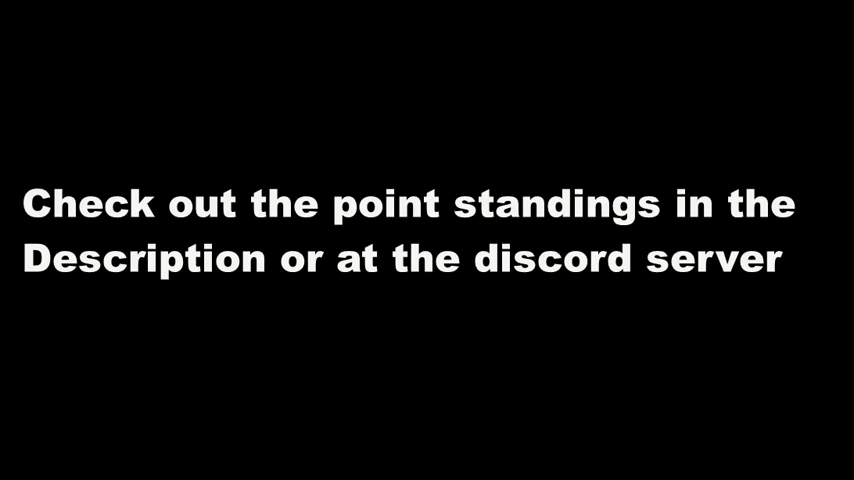 Check out the point standings in the
Description or at the discord server